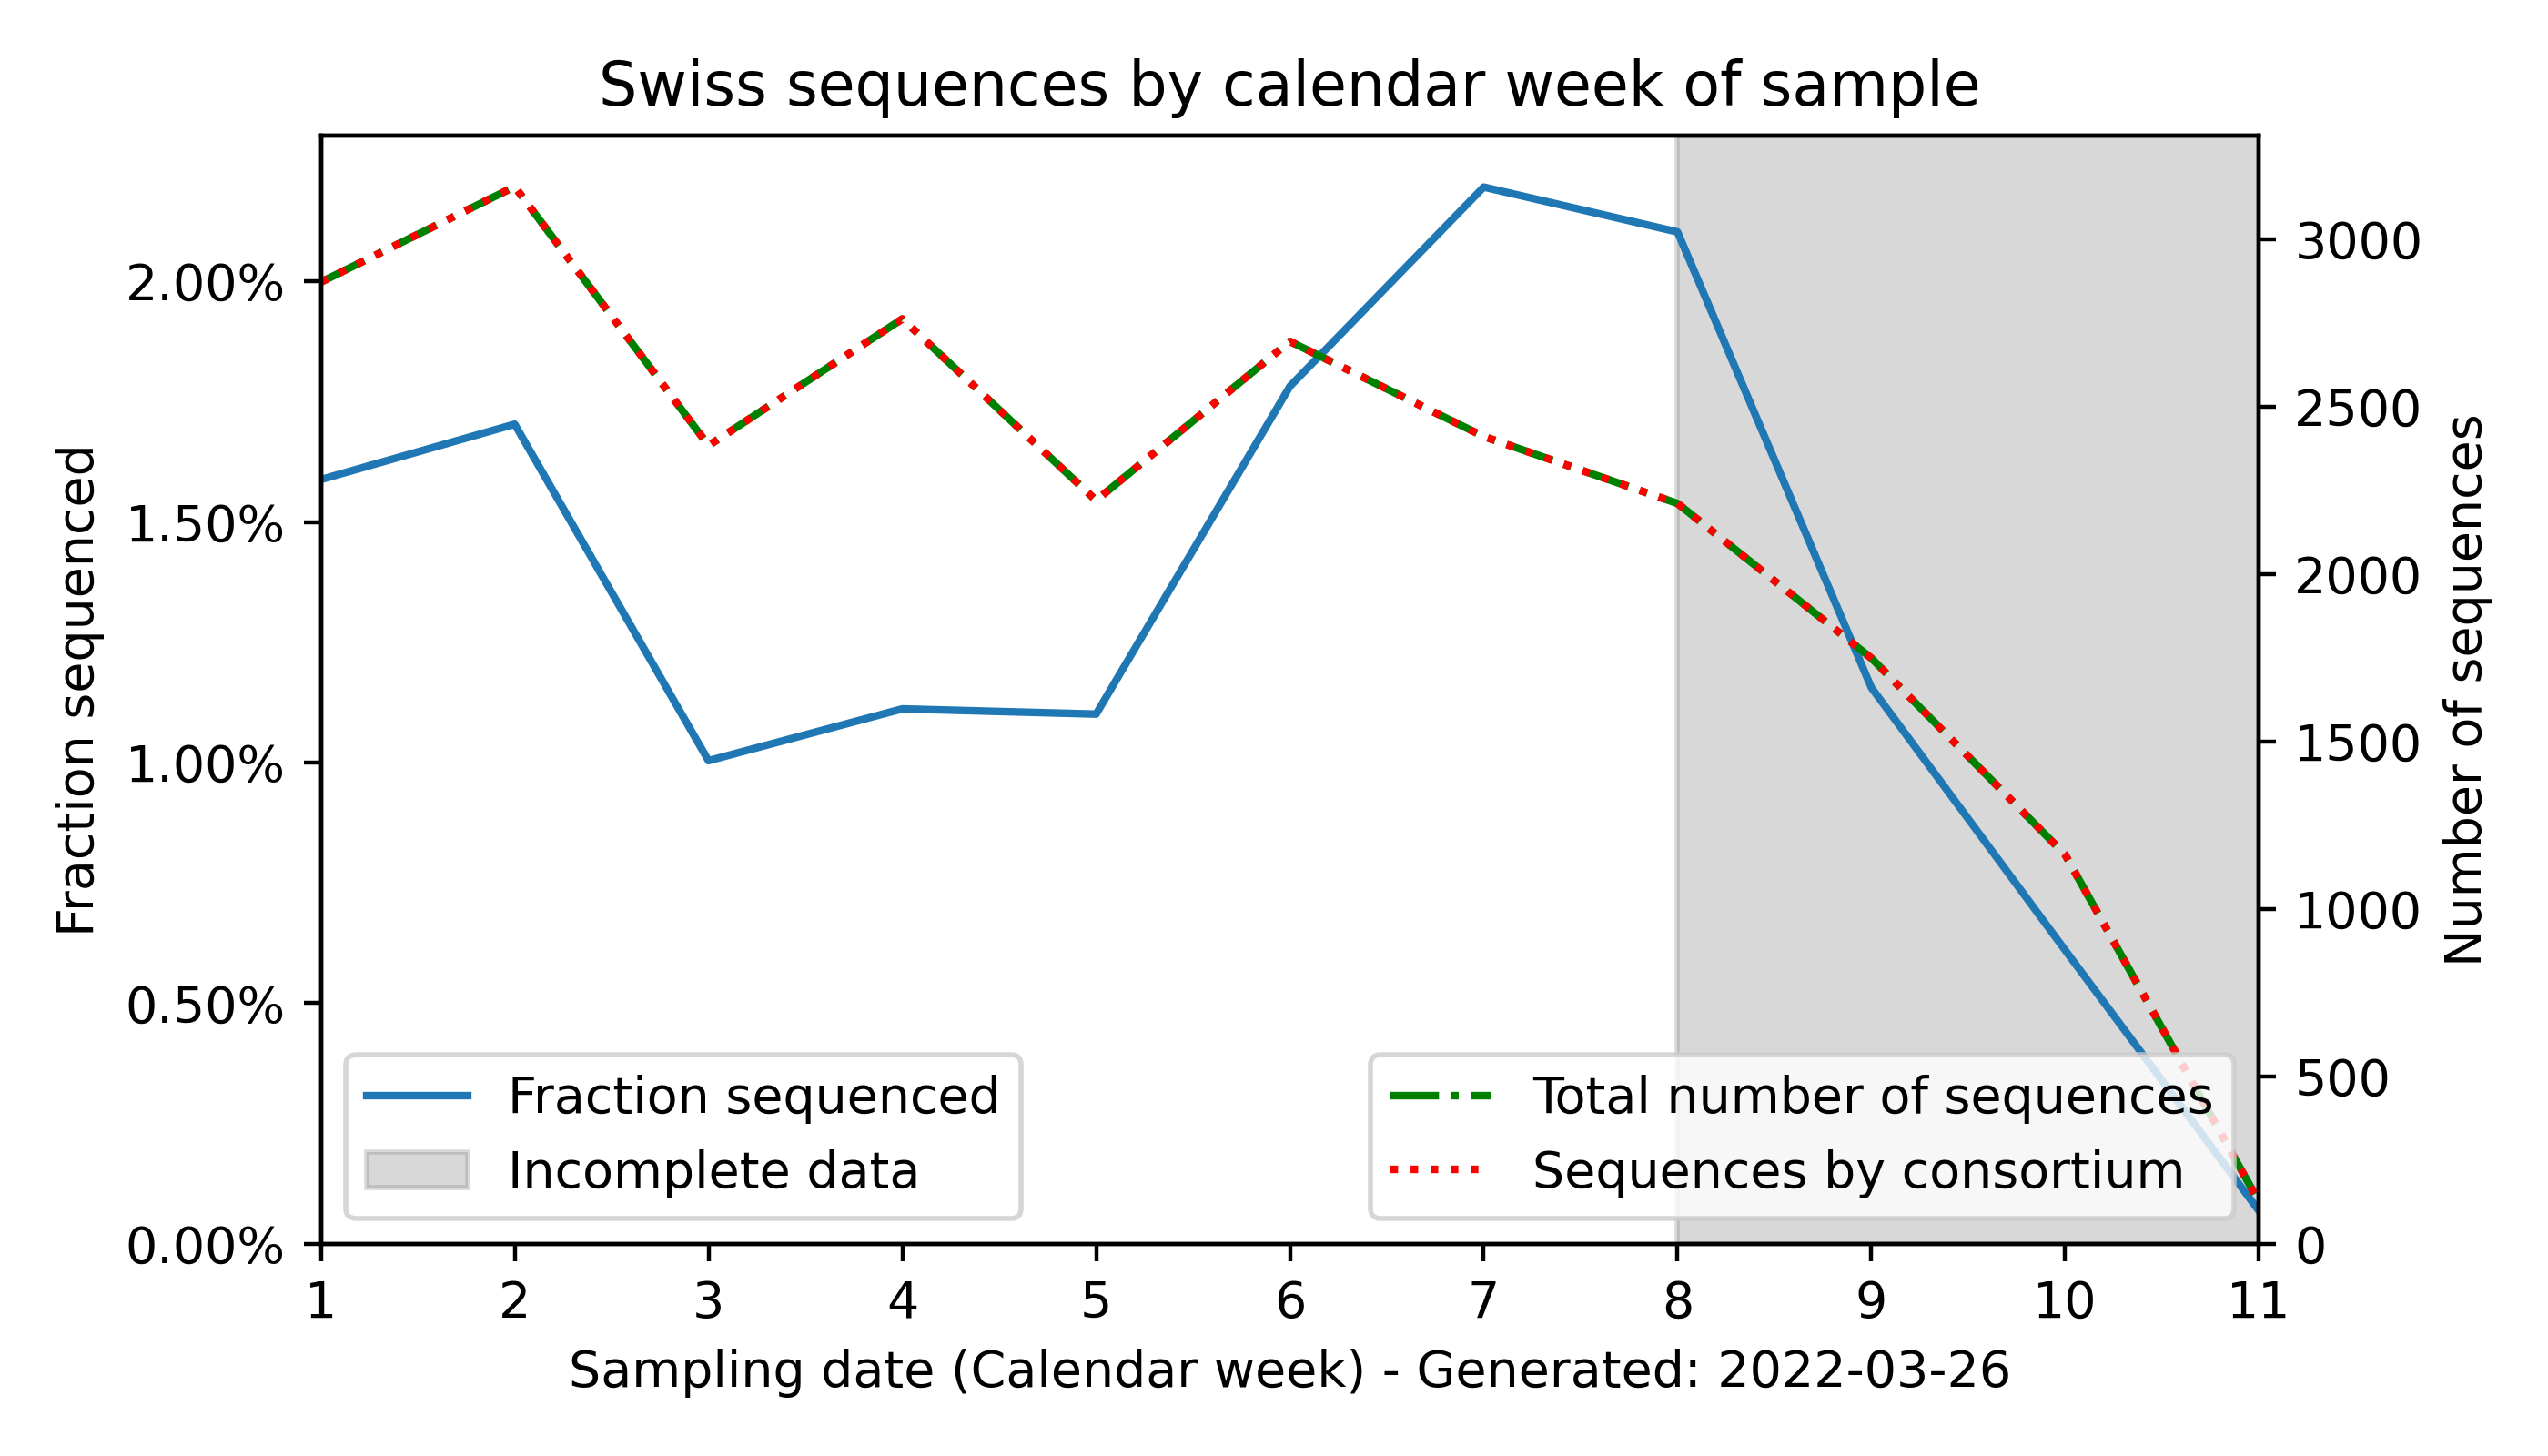 Swiss sequences by calendar week of sample
Fraction sequenced
2.00%
1.50%
1.00%
0.50%
0.00%
3000
2500
2000
1500
1000
500
0
Number of sequences
Fraction sequenced
Incomplete data
Total number of sequences
Sequences by consortium
1 2 3 4 5 6 7 8 9 10 11
Sampling date (Calendar week) - Generated: 2022-03-26